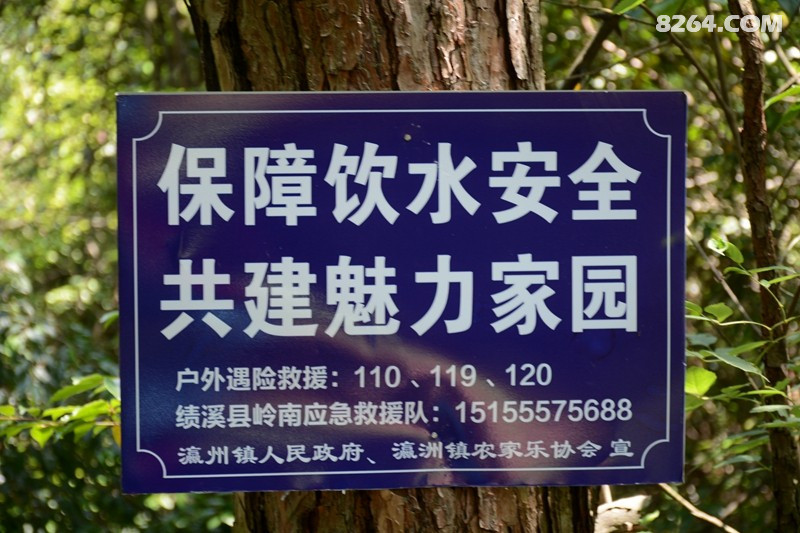 8264.COM
保障饮水安全
共建魅力家园
户外遇险救援：110、119、120
绩溪县岭南应急救援队：15155575688
瀛州镇人民政府、瀛洲镇农家乐协会 宣